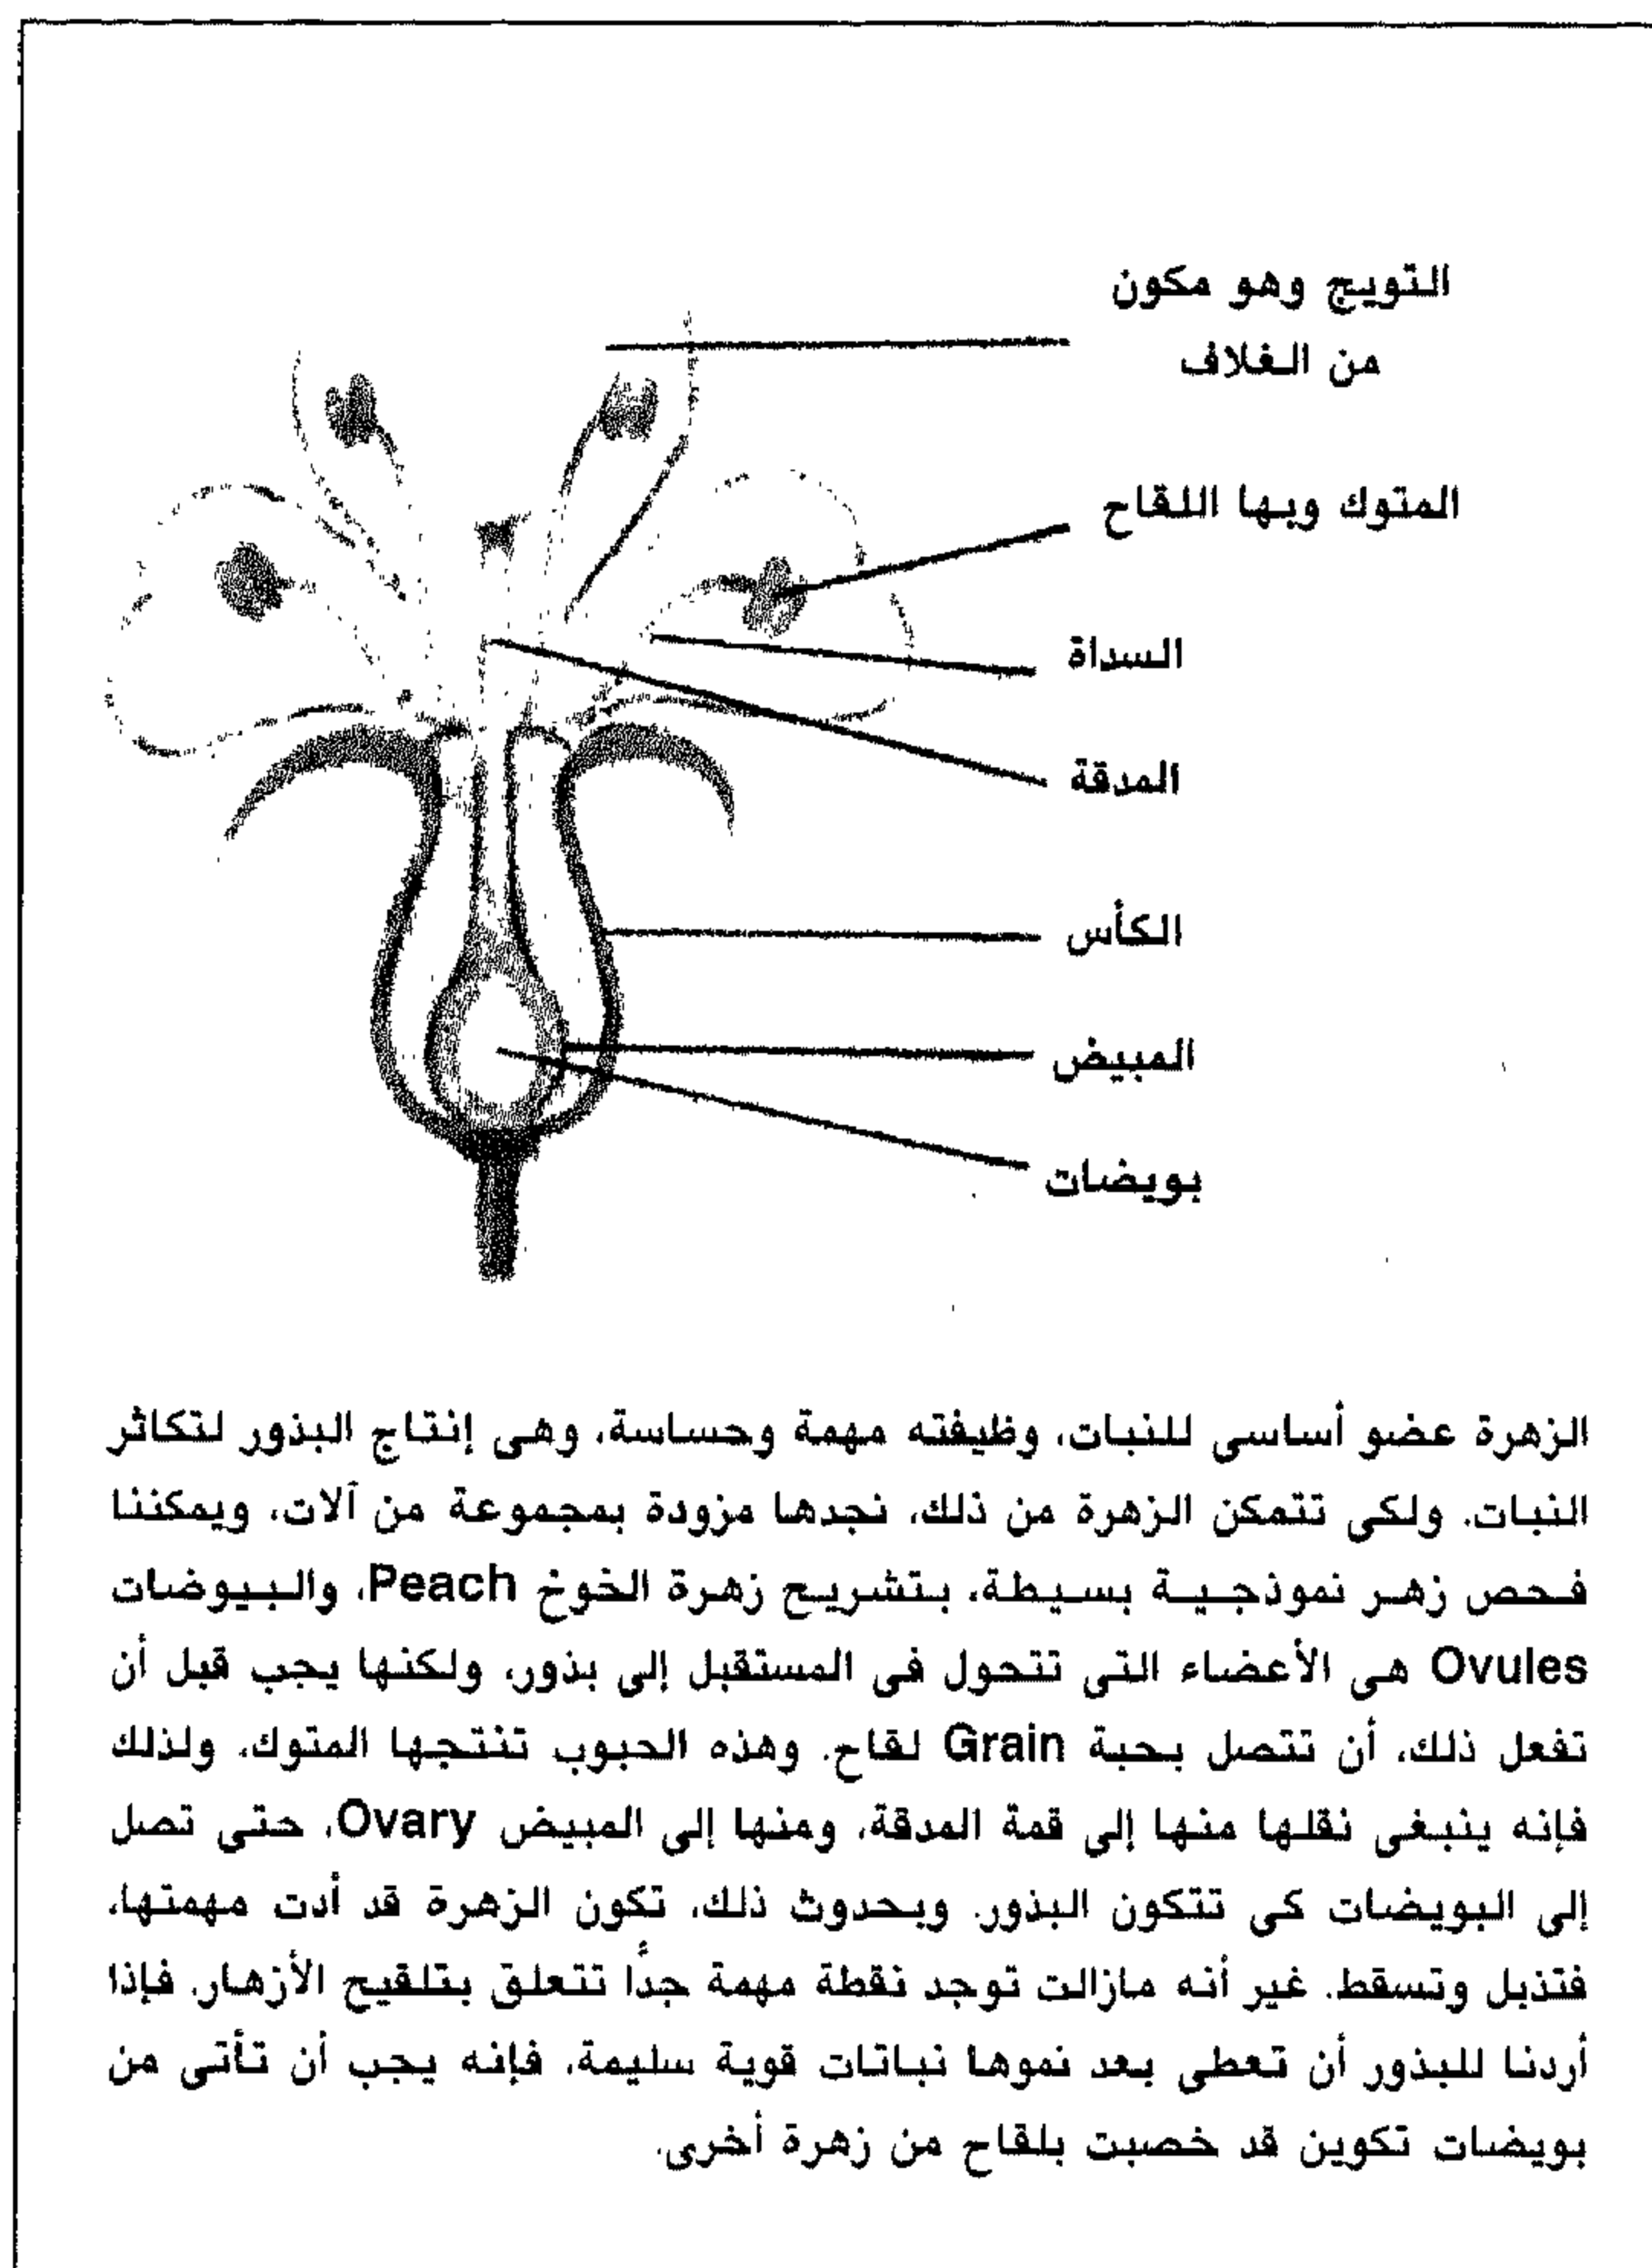 التويج وهو مكون
من الغلاف
المتوك وبها اللقاح
السداة
المدقة
الكأس
المبيض
بويضات
الزهرة عضو أساسى للنبات، وظيفته مهمة وحساسة، وهى إنتاج البذور لتكاثر
النبات. ولكى تتمكن الزهرة من ذلك، نجدها مزودة بمجموعة من آلات، ويمكننا
فحص زهر نموذجية بسيطة، بتشريح زهرة الخوخ Peach، والبيوضات
Ovules هى الأعضاء التى تتحول فى المستقبل إلى بذور، ولكنها يجب قبل أن
تفعل ذلك، أن تتصل بحبة Grain لقاح. وهذه الحبوب تنتجها المتوك، ولذلك
فإنه ينبغى نقلها منها إلى قمة المدقة، ومنها إلى المبيض Ovary، حتى تصل
إلى البويضات كى تتكون البذور. وبحدوث ذلك، تكون الزهرة قد أدت مهمتها،
فتذبل وتسقط. غير أنه مازالت توجد نقطة مهمة جدًا تتعلق بتلقيح الأزهار. فإذا
أردنا للبذور أن تعطى بعد نموها نباتات قوية سليمة، فإنه يجب أن تأتى من
بويضات تكوين قد خصبت بلقاح من زهرة أخرى.